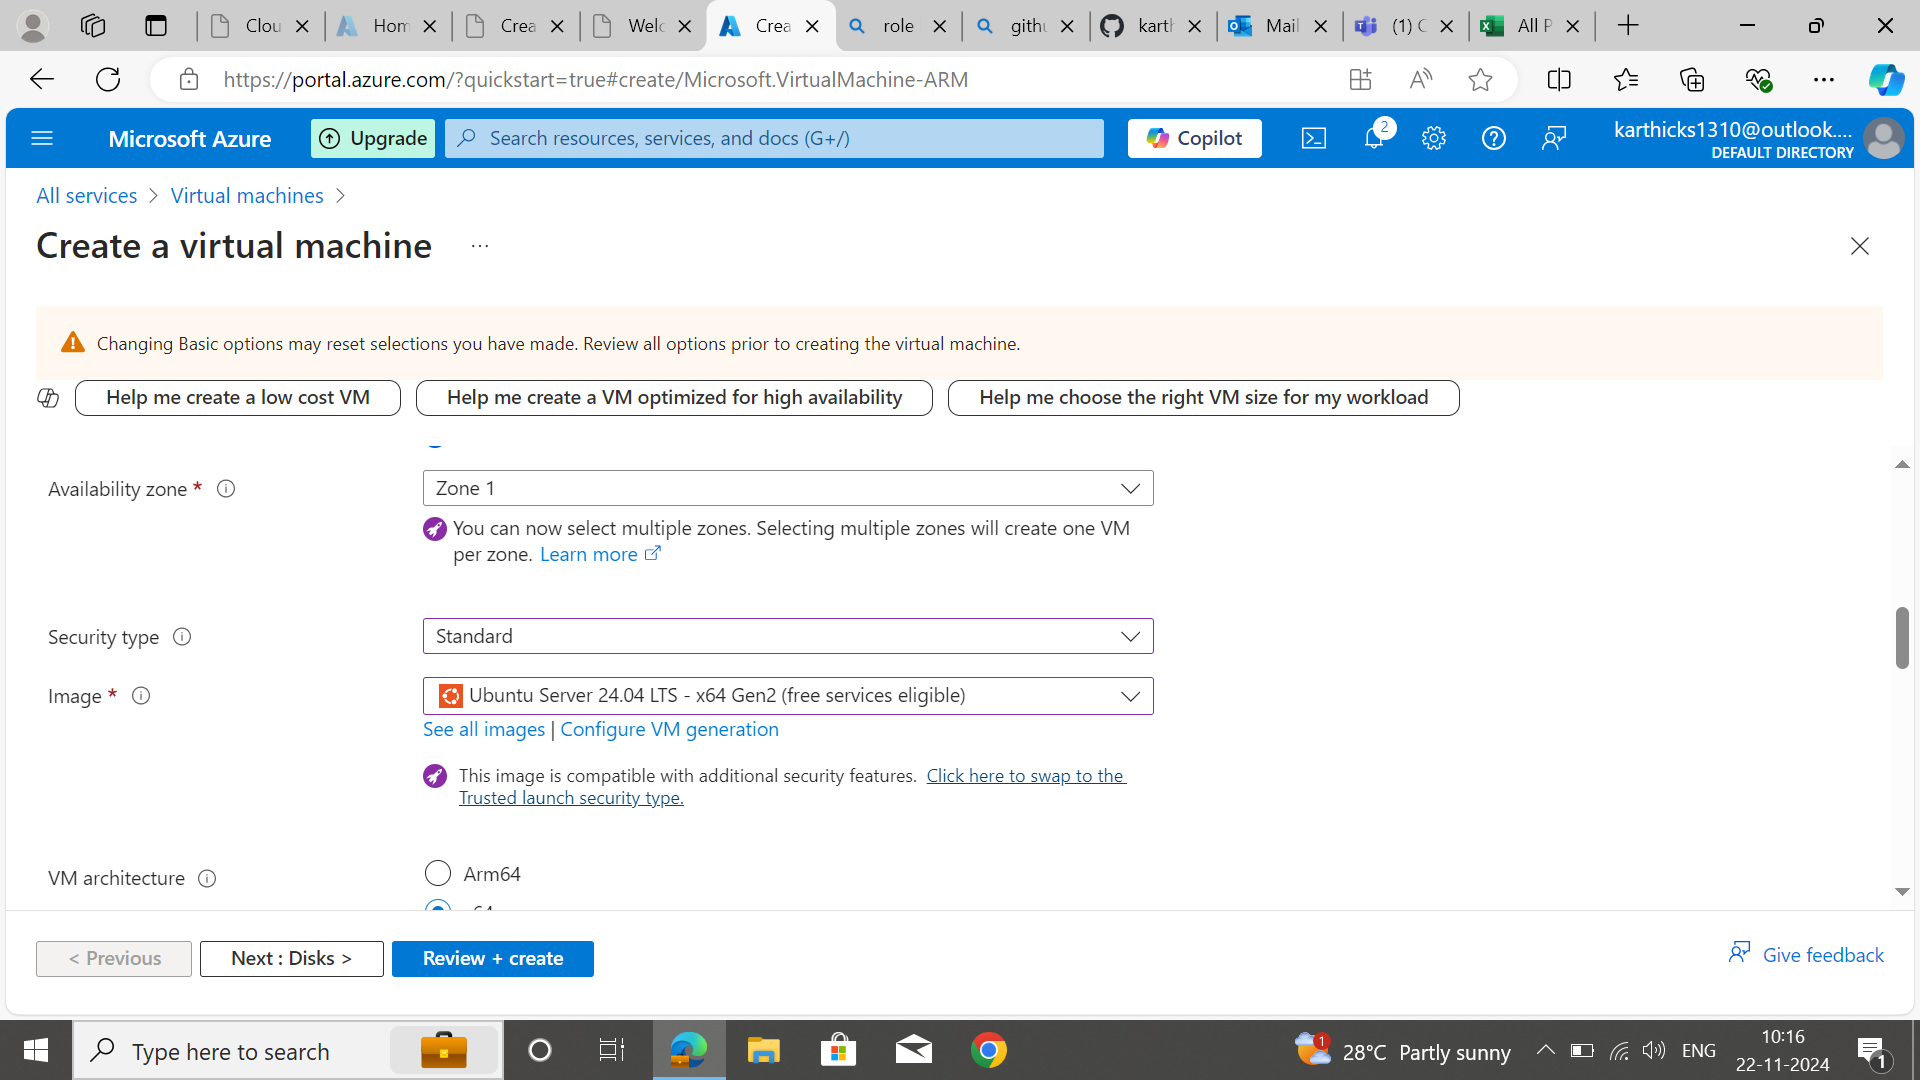 Clou
Hom
Crea
Welc
Crea
role
githu
karth
Mail
(1) C
All P
https://portal.azure.com/?quickstart=true#create/Microsoft.VirtualMachine-ARM
Microsoft Azure
Upgrade
Search resources, services, and docs (G+/)
Copilot
2
karthicks1310@outlook....
DEFAULT DIRECTORY
All services > Virtual machines >
Create a virtual machine ...
Changing Basic options may reset selections you have made. Review all options prior to creating the virtual machine.
Help me create a low cost VM
Help me create a VM optimized for high availability
Help me choose the right VM size for my workload
Availability zone *
Zone 1
You can now select multiple zones. Selecting multiple zones will create one VM
per zone. Learn more
Security type
Standard
Image *
Ubuntu Server 24.04 LTS - x64 Gen2 (free services eligible)
See all images | Configure VM generation
This image is compatible with additional security features. Click here to swap to the
Trusted launch security type.
VM architecture
Arm64
< Previous
Next : Disks >
Review + create
Give feedback
Type here to search
1
28°C Partly sunny
ENG
10:16
22-11-2024
1